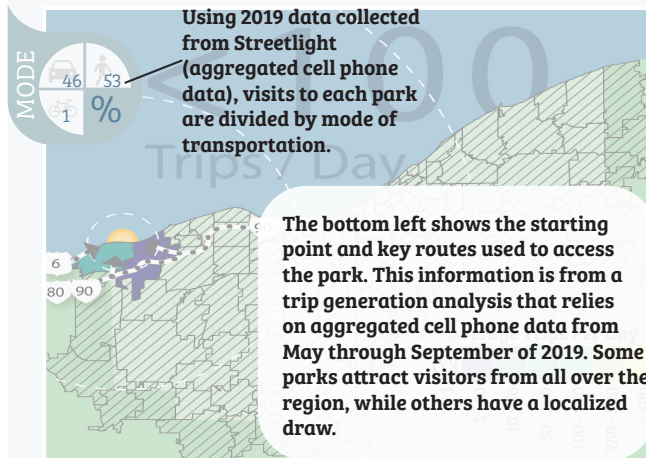 MODE
46 53
1 %
Using 2019 data collected
from Streetlight
(aggregated cell phone
data), visits to each park
are divided by mode of
transportation.
<100
Trips / Day
90
6
80 90
The bottom left shows the starting
point and key routes used to access
the park. This information is from a
trip generation analysis that relies
on aggregated cell phone data from
May through September of 2019. Some
parks attract visitors from all over the
region, while others have a localized
draw.